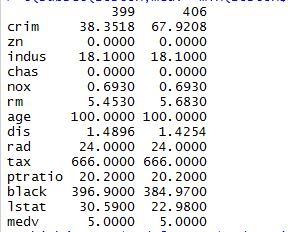 399 406
crim 38.3518 67.9208
zn 0.0000 0.0000
indus 18.1000 18.1000
chas 0.0000 0.0000
nox 0.6930 0.6930
rm 5.4530 5.6830
age 100.0000 100.0000
dis 1.4896 1.4254
rad 24.0000 24.0000
tax 666.0000 666.0000
ptratio 20.2000 20.2000
black 396.9000 384.9700
lstat 30.5900 22.9800
medv 5.0000 5.0000